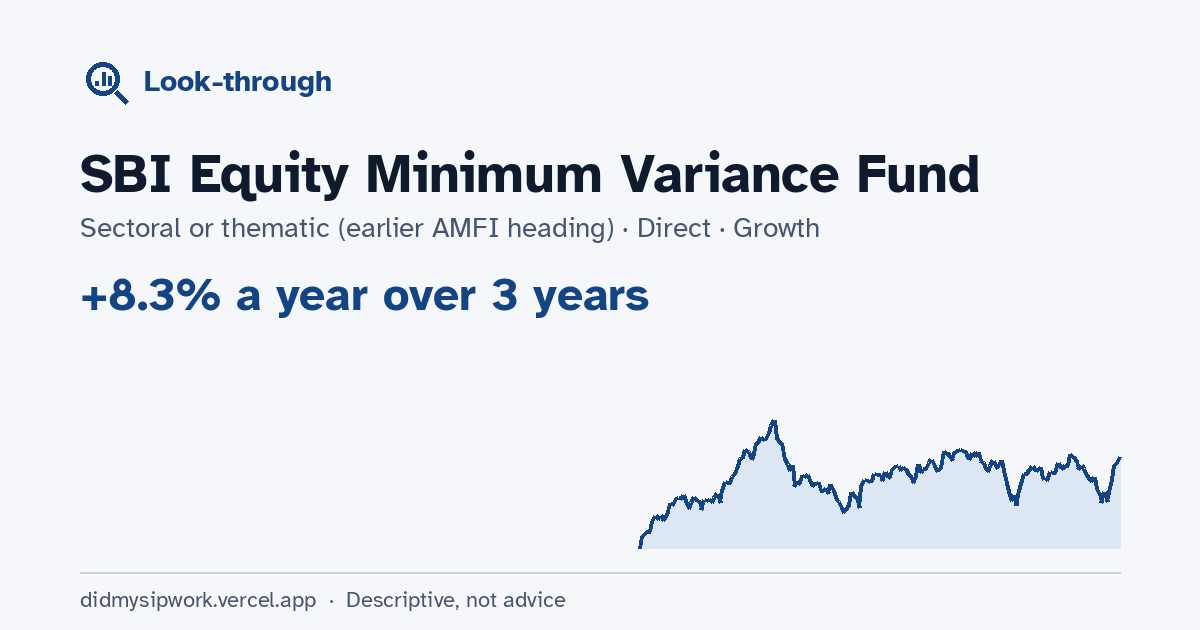 Look-through
SBI Equity Minimum Variance Fund
Sectoral or thematic (earlier AMFI heading) · Direct · Growth
+8.3% a year over 3 years
didmysipwork.vercel.app · Descriptive, not advice